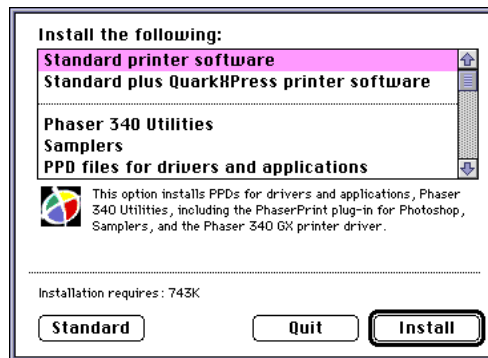 Install the following:
Standard printer software
Standard plus QuarkXPress printer software
Phaser 340 Utilities
Samplers
PPD files for drivers and applications
This option installs PPDs for drivers and applications, Phaser
340 Utilities, including the PhaserPrint plug-in for Photoshop,
Samplers, and the Phaser 340 GX printer driver.
Installation requires: 743K
Standard Quit Install